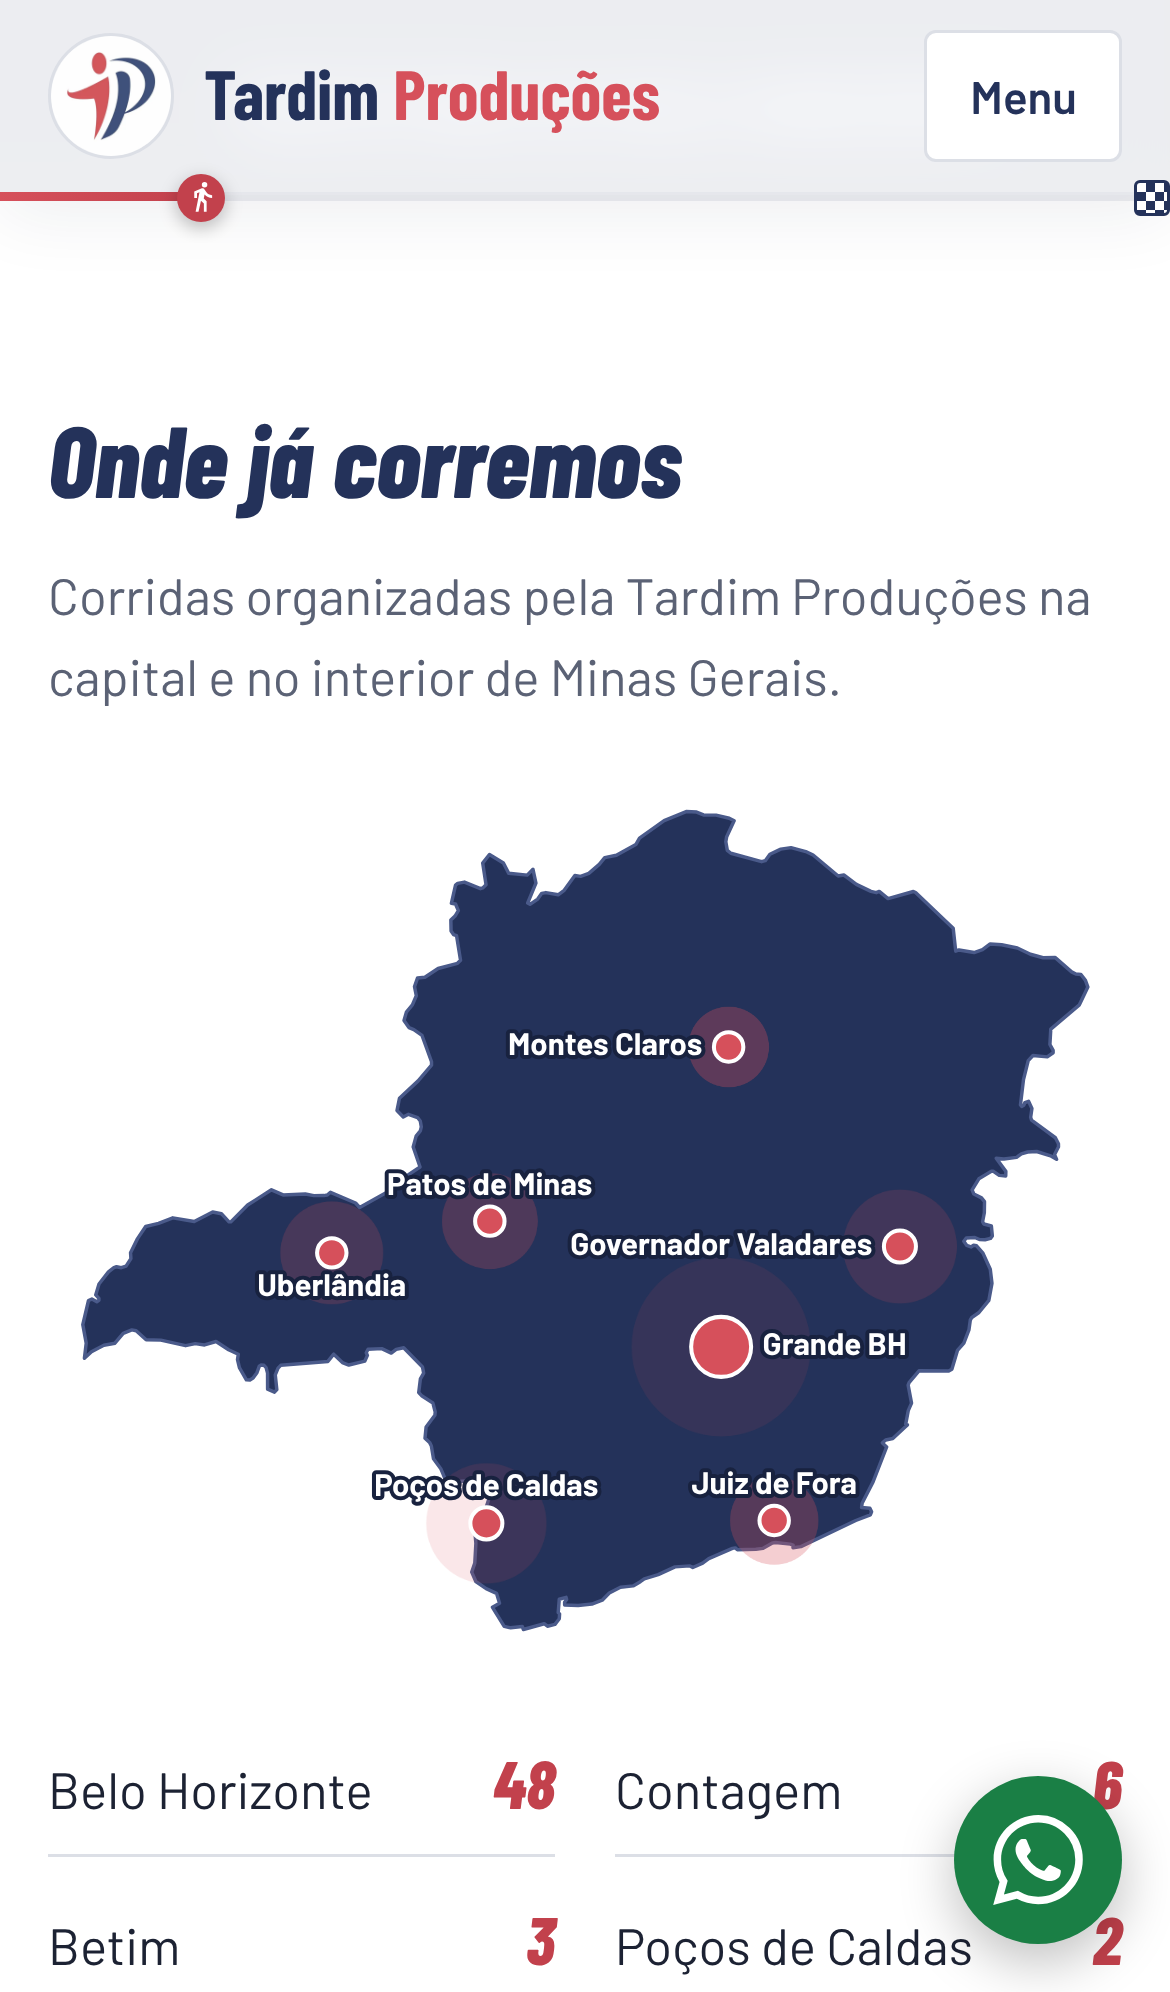 Tardim Produções
Menu
Onde já corremos
Corridas organizadas pela Tardim Produções na
capital e no interior de Minas Gerais.
Montes Claros
Patos de Minas
Governador Valadares
Uberlândia
Grande BH
Poços de Caldas
Juiz de Fora
Belo Horizonte 48
Contagem 6
Betim 3
Poços de Caldas 2